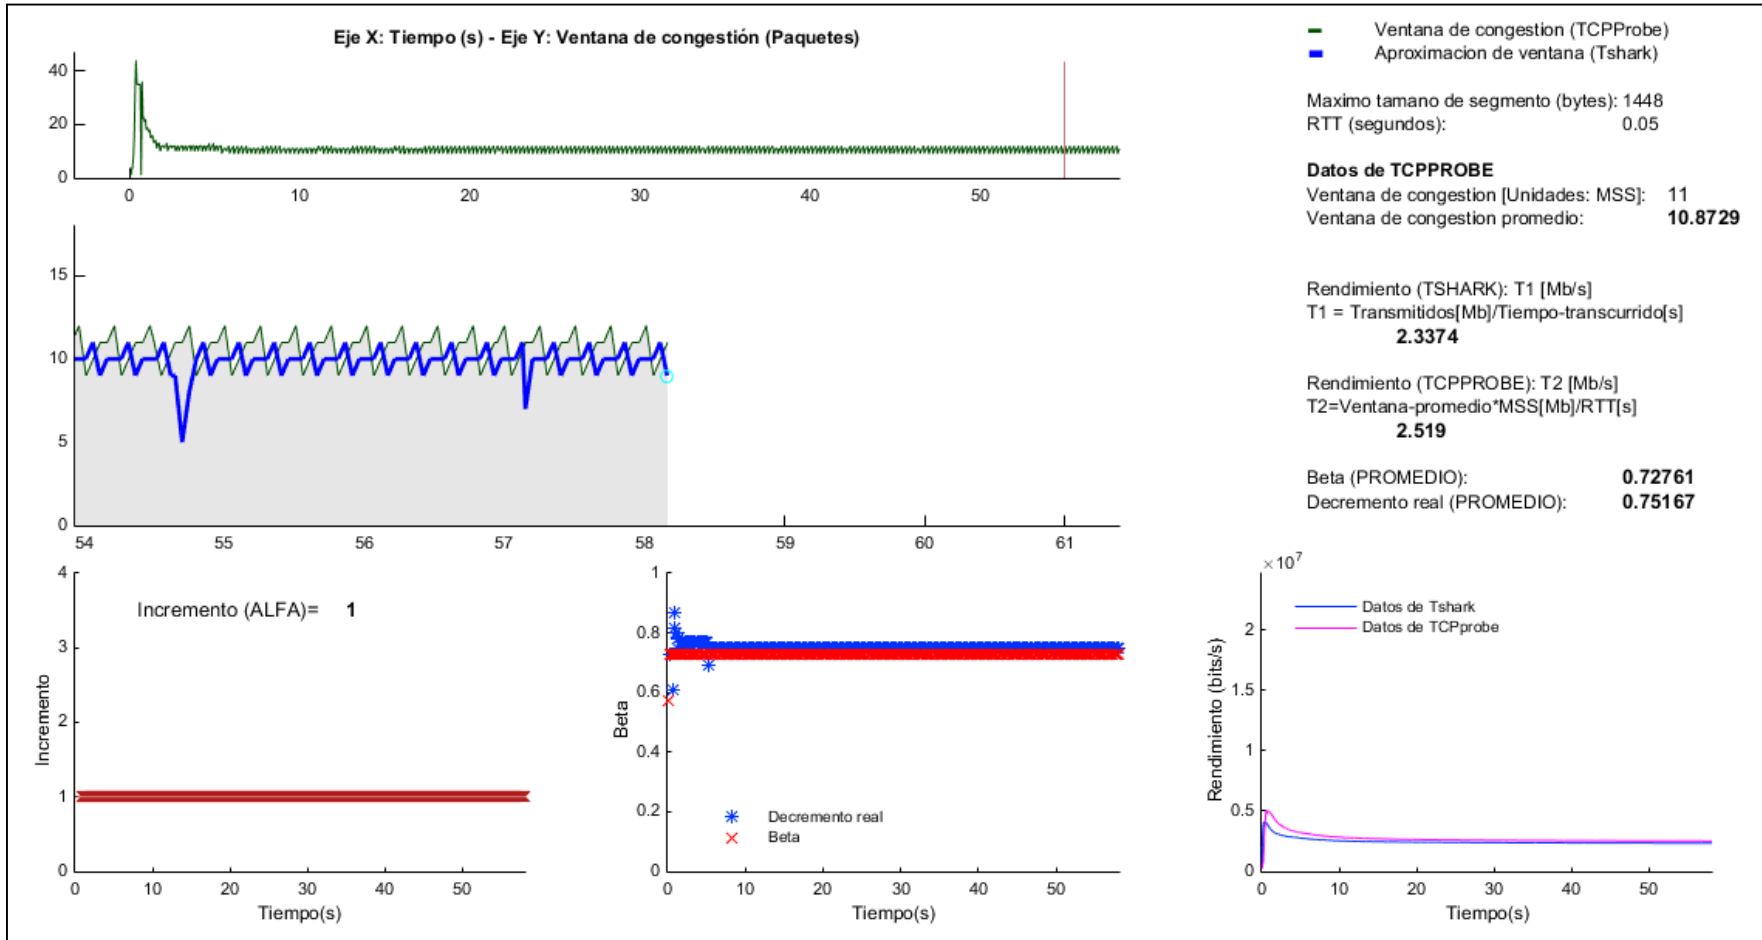 Eje X: Tiempo (s) - Eje Y: Ventana de congestión (Paquetes)
40
20
0
0 10 20 30 40 50
Ventana de congestion (TCPProbe)
Aproximacion de ventana (Tshark)
Maximo tamano de segmento (bytes): 1448
RTT (segundos): 0.05
Datos de TCPPROBE
Ventana de congestion [Unidades: MSS]: 11
Ventana de congestion promedio: 10.8729
Rendimiento (TSHARK): T1 [Mb/s]
T1 = Transmitidos[Mb]/Tiempo-transcurrido[s]
2.3374
Rendimiento (TCPPROBE): T2 [Mb/s]
T2=Ventana-promedio*MSS[Mb]/RTT[s]
2.519
Beta (PROMEDIO): 0.72761
Decremento real (PROMEDIO): 0.75167
15
10
5
0
54 55 56 57 58 59 60 61
4
3
2
1
0
Incremento
Incremento (ALFA)= 1
0 10 20 30 40 50
Tiempo(s)
1
0.8
0.6
0.4
0.2
0
Beta
Decremento real
Beta
0 10 20 30 40 50
Tiempo(s)
×10⁷
2
1.5
1
0.5
0
Rendimiento (bits/s)
Datos de Tshark
Datos de TCPprobe
0 10 20 30 40 50
Tiempo(s)